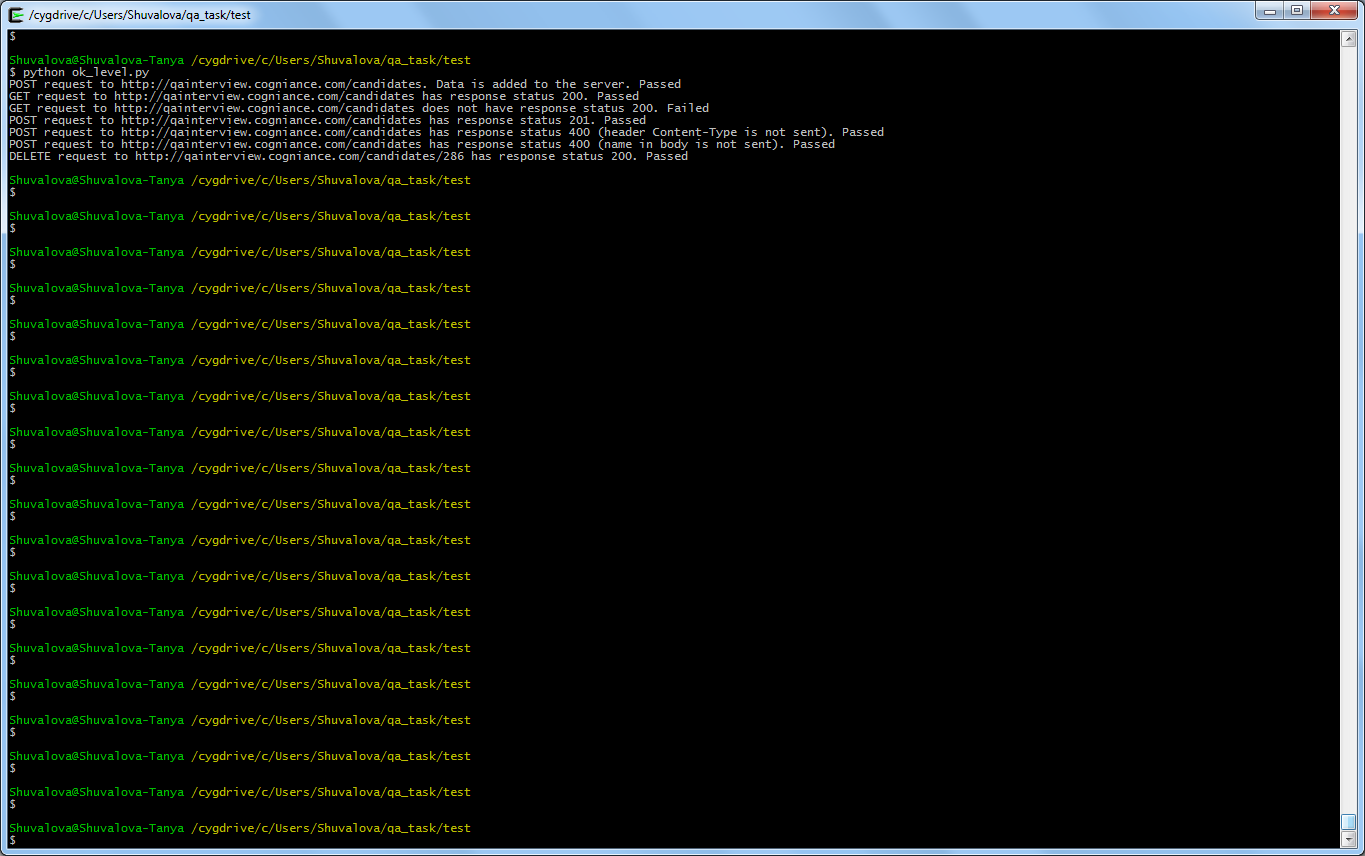 /cygdrive/c/Users/Shuvalova/qa_task/test
$
Shuvalova@Shuvalova-Tanya /cygdrive/c/Users/Shuvalova/qa_task/test
$ python ok_level.py
POST request to http://qainterview.cogniance.com/candidates. Data is added to the server. Passed
GET request to http://qainterview.cogniance.com/candidates has response status 200. Passed
GET request to http://qainterview.cogniance.com/candidates does not have response status 200. Failed
POST request to http://qainterview.cogniance.com/candidates has response status 201. Passed
POST request to http://qainterview.cogniance.com/candidates has response status 400 (header Content-Type is not sent). Passed
POST request to http://qainterview.cogniance.com/candidates has response status 400 (name in body is not sent). Passed
DELETE request to http://qainterview.cogniance.com/candidates/286 has response status 200. Passed
Shuvalova@Shuvalova-Tanya /cygdrive/c/Users/Shuvalova/qa_task/test
$
Shuvalova@Shuvalova-Tanya /cygdrive/c/Users/Shuvalova/qa_task/test
$
Shuvalova@Shuvalova-Tanya /cygdrive/c/Users/Shuvalova/qa_task/test
$
Shuvalova@Shuvalova-Tanya /cygdrive/c/Users/Shuvalova/qa_task/test
$
Shuvalova@Shuvalova-Tanya /cygdrive/c/Users/Shuvalova/qa_task/test
$
Shuvalova@Shuvalova-Tanya /cygdrive/c/Users/Shuvalova/qa_task/test
$
Shuvalova@Shuvalova-Tanya /cygdrive/c/Users/Shuvalova/qa_task/test
$
Shuvalova@Shuvalova-Tanya /cygdrive/c/Users/Shuvalova/qa_task/test
$
Shuvalova@Shuvalova-Tanya /cygdrive/c/Users/Shuvalova/qa_task/test
$
Shuvalova@Shuvalova-Tanya /cygdrive/c/Users/Shuvalova/qa_task/test
$
Shuvalova@Shuvalova-Tanya /cygdrive/c/Users/Shuvalova/qa_task/test
$
Shuvalova@Shuvalova-Tanya /cygdrive/c/Users/Shuvalova/qa_task/test
$
Shuvalova@Shuvalova-Tanya /cygdrive/c/Users/Shuvalova/qa_task/test
$
Shuvalova@Shuvalova-Tanya /cygdrive/c/Users/Shuvalova/qa_task/test
$
Shuvalova@Shuvalova-Tanya /cygdrive/c/Users/Shuvalova/qa_task/test
$
Shuvalova@Shuvalova-Tanya /cygdrive/c/Users/Shuvalova/qa_task/test
$
Shuvalova@Shuvalova-Tanya /cygdrive/c/Users/Shuvalova/qa_task/test
$
Shuvalova@Shuvalova-Tanya /cygdrive/c/Users/Shuvalova/qa_task/test
$
Shuvalova@Shuvalova-Tanya /cygdrive/c/Users/Shuvalova/qa_task/test
$